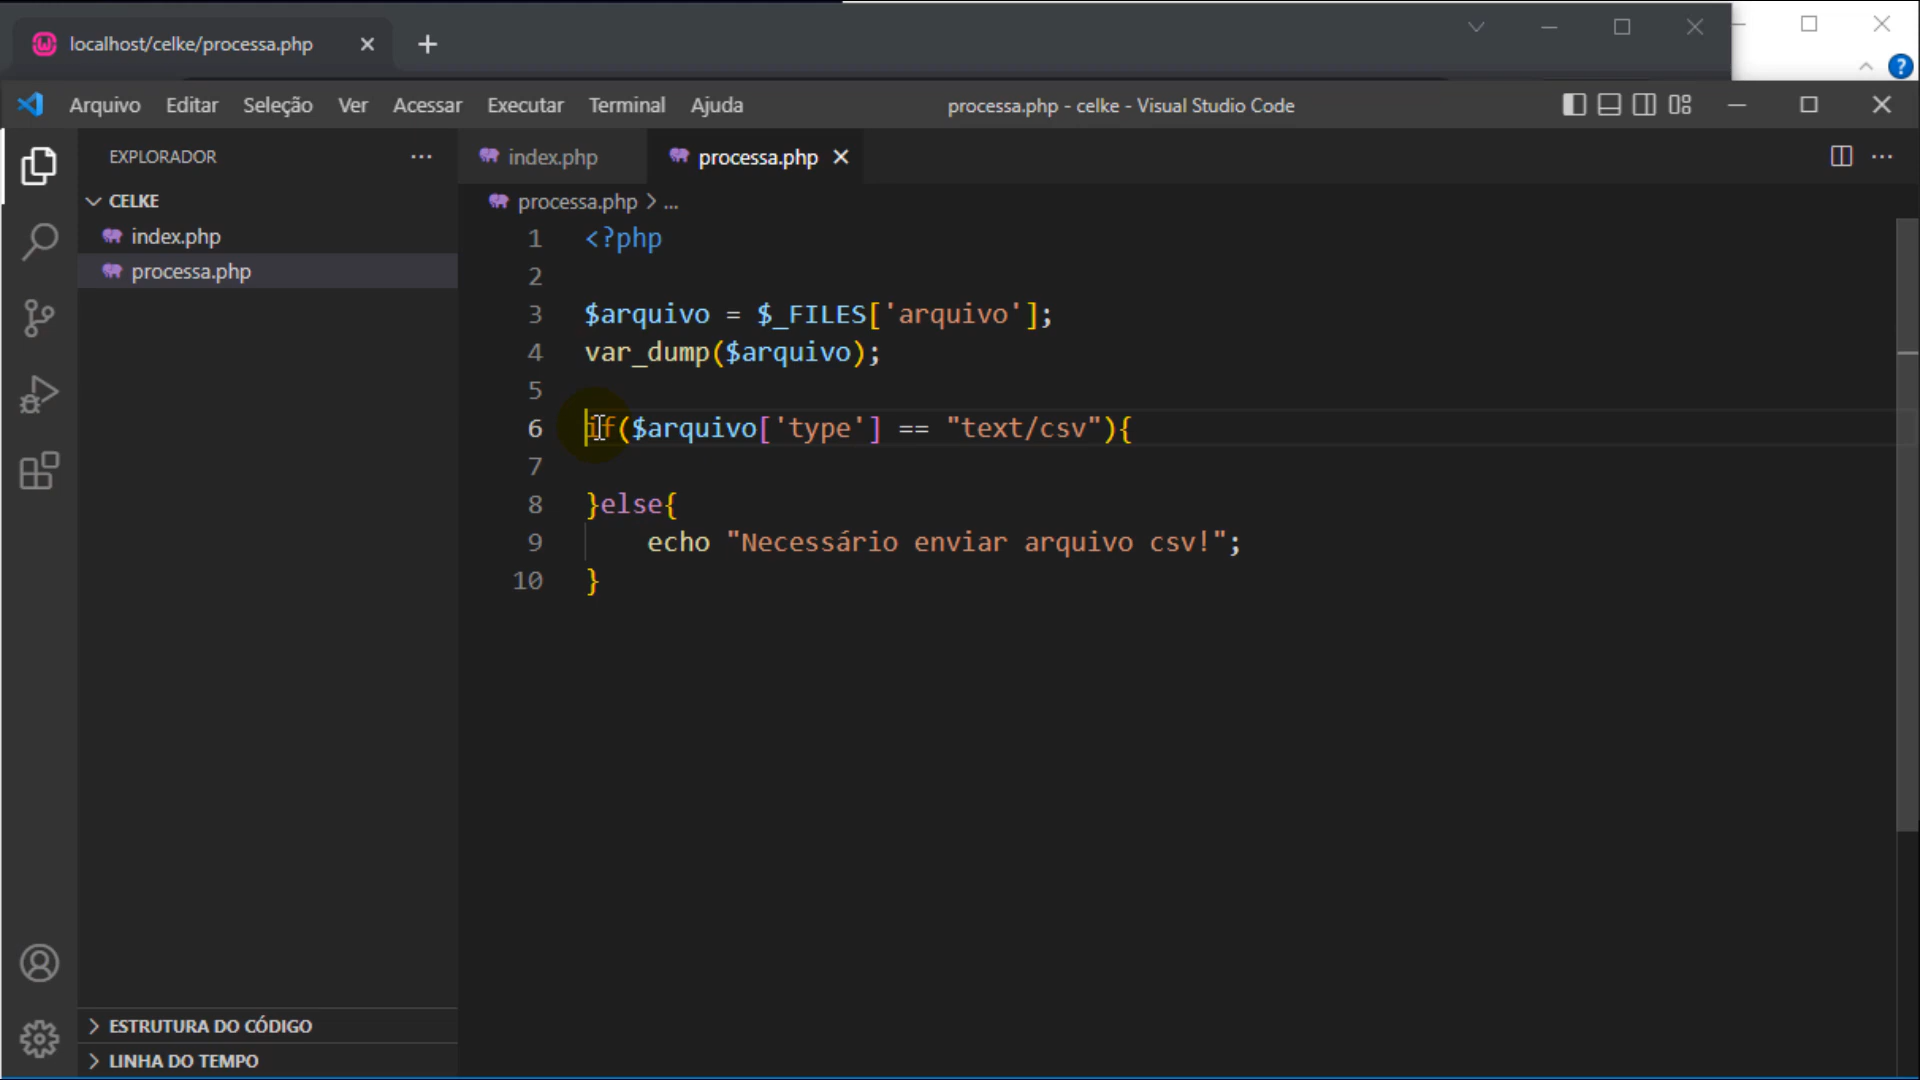 localhost/celke/processa.php
Arquivo Editar Seleção Ver Acessar Executar Terminal Ajuda processa.php - celke - Visual Studio Code
EXPLORADOR
CELKE
index.php
processa.php
ESTRUTURA DO CÓDIGO
LINHA DO TEMPO
index.php processa.php
processa.php > ...
1 <?php
2
3 $arquivo = $_FILES['arquivo'];
4 var_dump($arquivo);
5
6 if($arquivo['type'] == "text/csv"){
7
8 }else{
9 echo "Necessário enviar arquivo csv!";
10 }